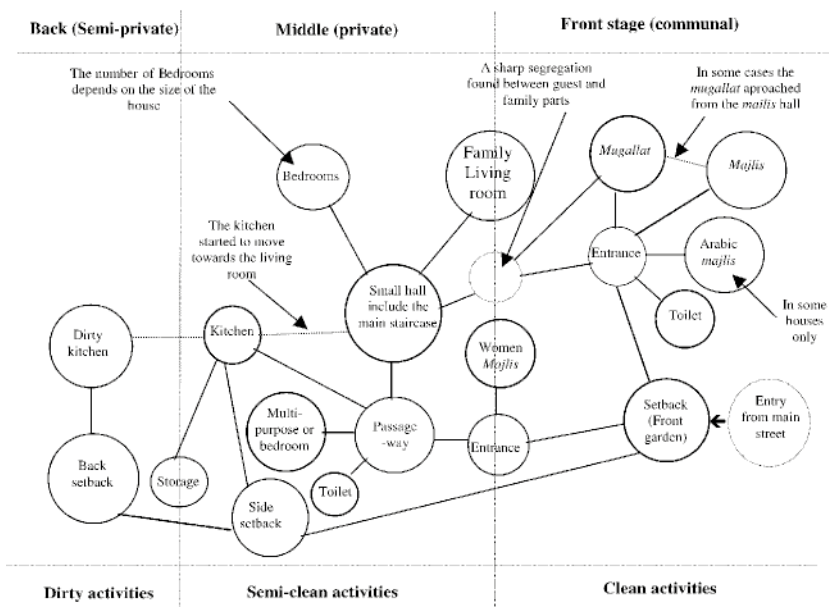 Back (Semi-private)
Middle (private)
Front stage (communal)
The number of Bedrooms
depends on the size of the
house
A sharp segregation
found between guest and
family parts
In some cases the
mugallat aproached
from the mailis hall
Bedrooms
Family
Living
room
Mugallat
Majlis
The kitchen
started to move
towards the living
room
Entrance
Arabic
majlis
Small hall
include the
main staircase
Toilet
In some
houses
only
Dirty
kitchen
Kitchen
Women
Majlis
Multi-
purpose or
bedroom
Passage
-way
Entrance
Setback
(Front
garden)
Entry
from main
street
Back
setback
Storage
Toilet
Side
setback
Dirty activities
Semi-clean activities
Clean activities